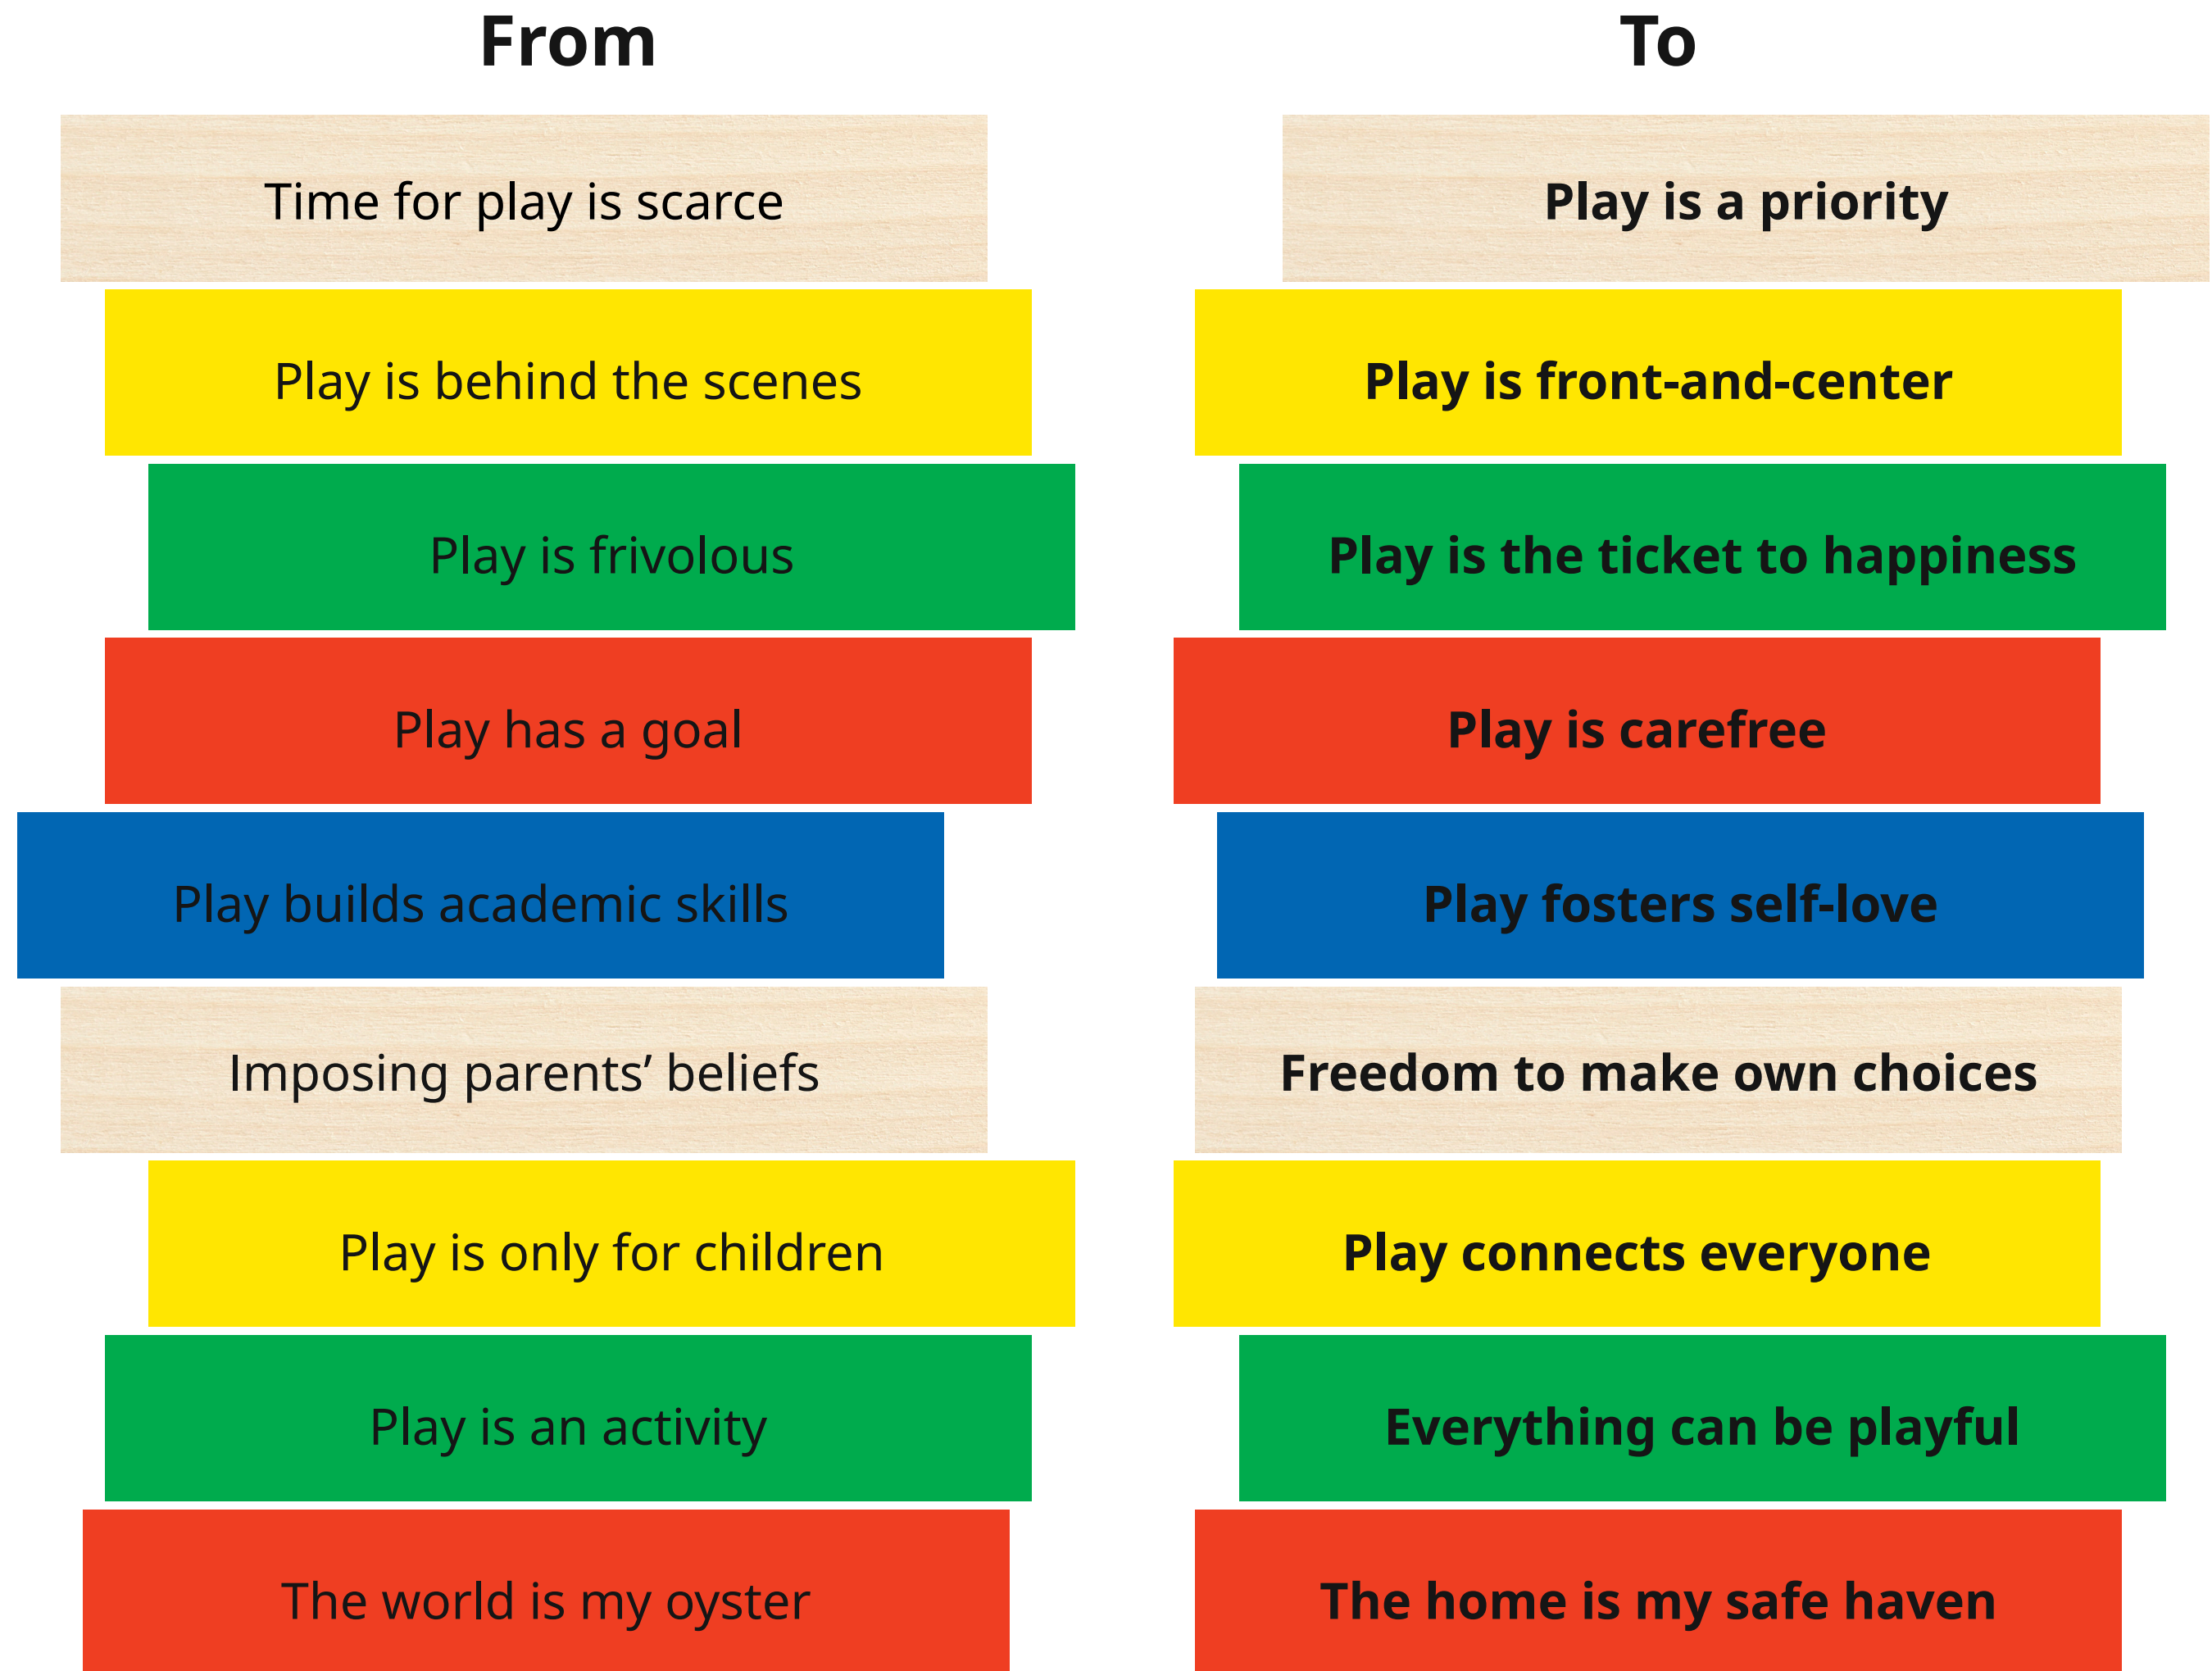 From
To
Time for play is scarce
Play is a priority
Play is behind the scenes
Play is front-and-center
Play is frivolous
Play is the ticket to happiness
Play has a goal
Play is carefree
Play builds academic skills
Play fosters self-love
Imposing parents’ beliefs
Freedom to make own choices
Play is only for children
Play connects everyone
Play is an activity
Everything can be playful
The world is my oyster
The home is my safe haven